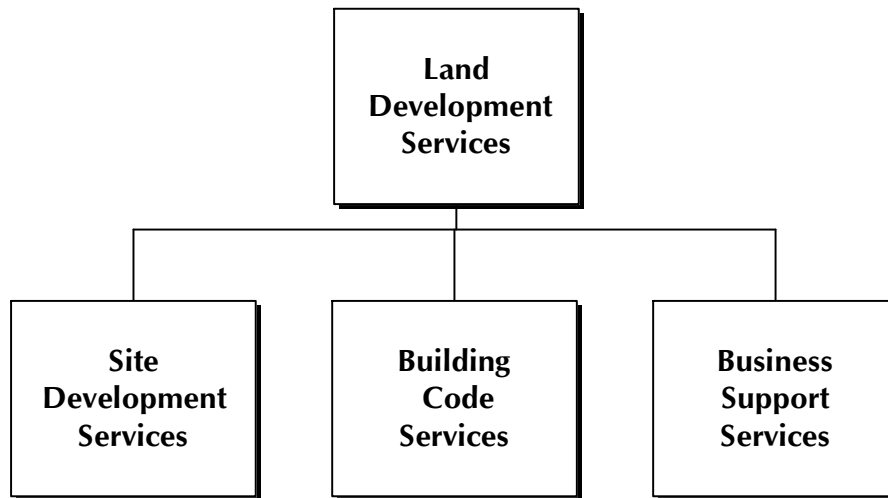 Land
Development
Services
Site
Development
Services
Building
Code
Services
Business
Support
Services